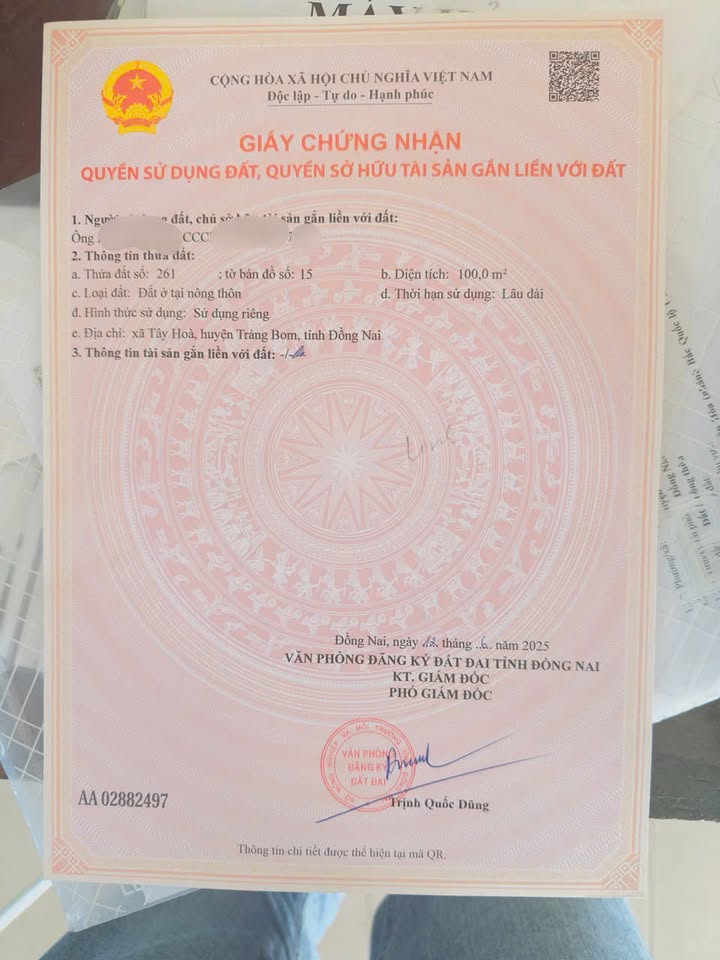 CỘNG HÒA XÃ HỘI CHỦ NGHĨA VIỆT NAM
Độc lập - Tự do - Hạnh phúc
GIẤY CHỨNG NHẬN
QUYỀN SỬ DỤNG ĐẤT, QUYỀN SỞ HỮU TÀI SẢN GẮN LIỀN VỚI ĐẤT
1. Người đất, chủ sản gắn liền với đất:
Ông
2. Thông tin thửa đất:
a. Thửa đất số: 261 ; tờ bản đồ số: 15 b. Diện tích: 100,0 m²
c. Loại đất: Đất ở tại nông thôn d. Thời hạn sử dụng: Lâu dài
đ. Hình thức sử dụng: Sử dụng riêng
e. Địa chỉ: xã Tây Hoà, huyện Trảng Bom, tỉnh Đồng Nai
3. Thông tin tài sản gắn liền với đất: -/-
Đồng Nai, ngày tháng 6 năm 2025
VĂN PHÒNG ĐĂNG KÝ ĐẤT ĐAI TỈNH ĐỒNG NAI
KT. GIÁM ĐỐC
PHÓ GIÁM ĐỐC
VĂN PHÒNG
ĐĂNG KÝ
ĐẤT ĐAI
Trịnh Quốc Dũng
AA 02882497
Thông tin chi tiết được thể hiện tại mã QR.